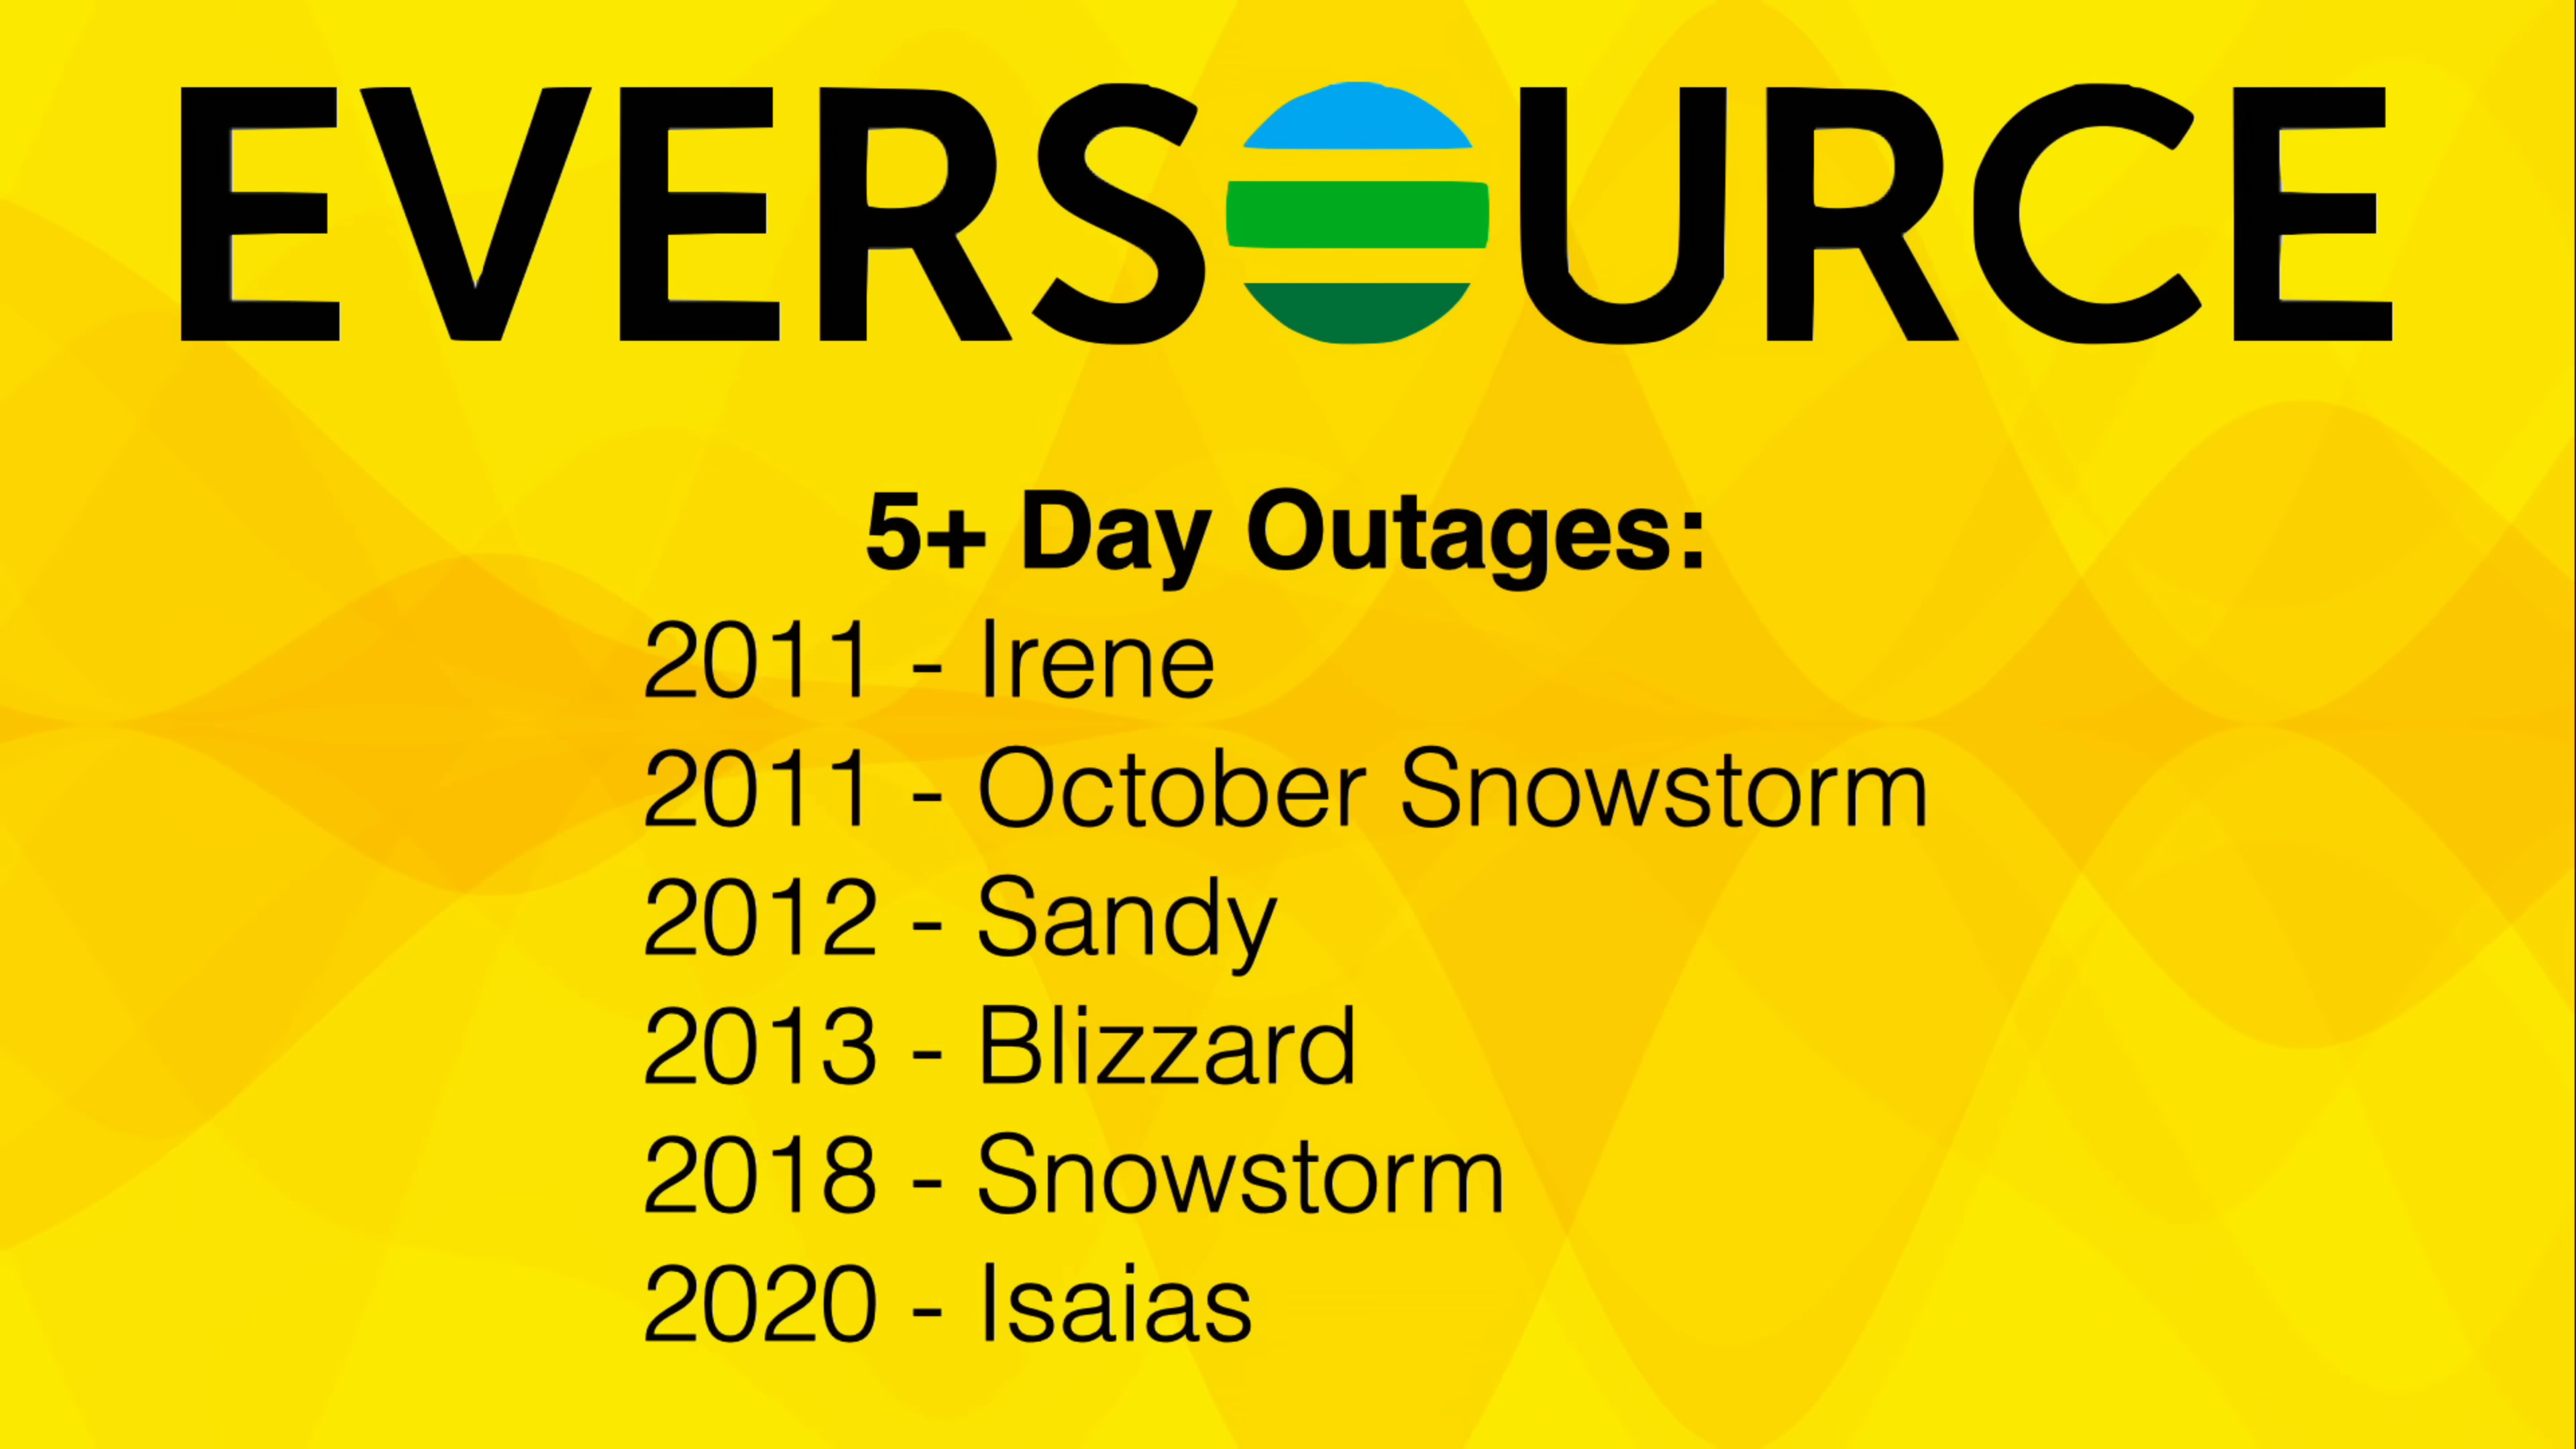 EVERSOURCE
5+ Day Outages:
2011 - Irene
2011 - October Snowstorm
2012 - Sandy
2013 - Blizzard
2018 - Snowstorm
2020 - Isaias